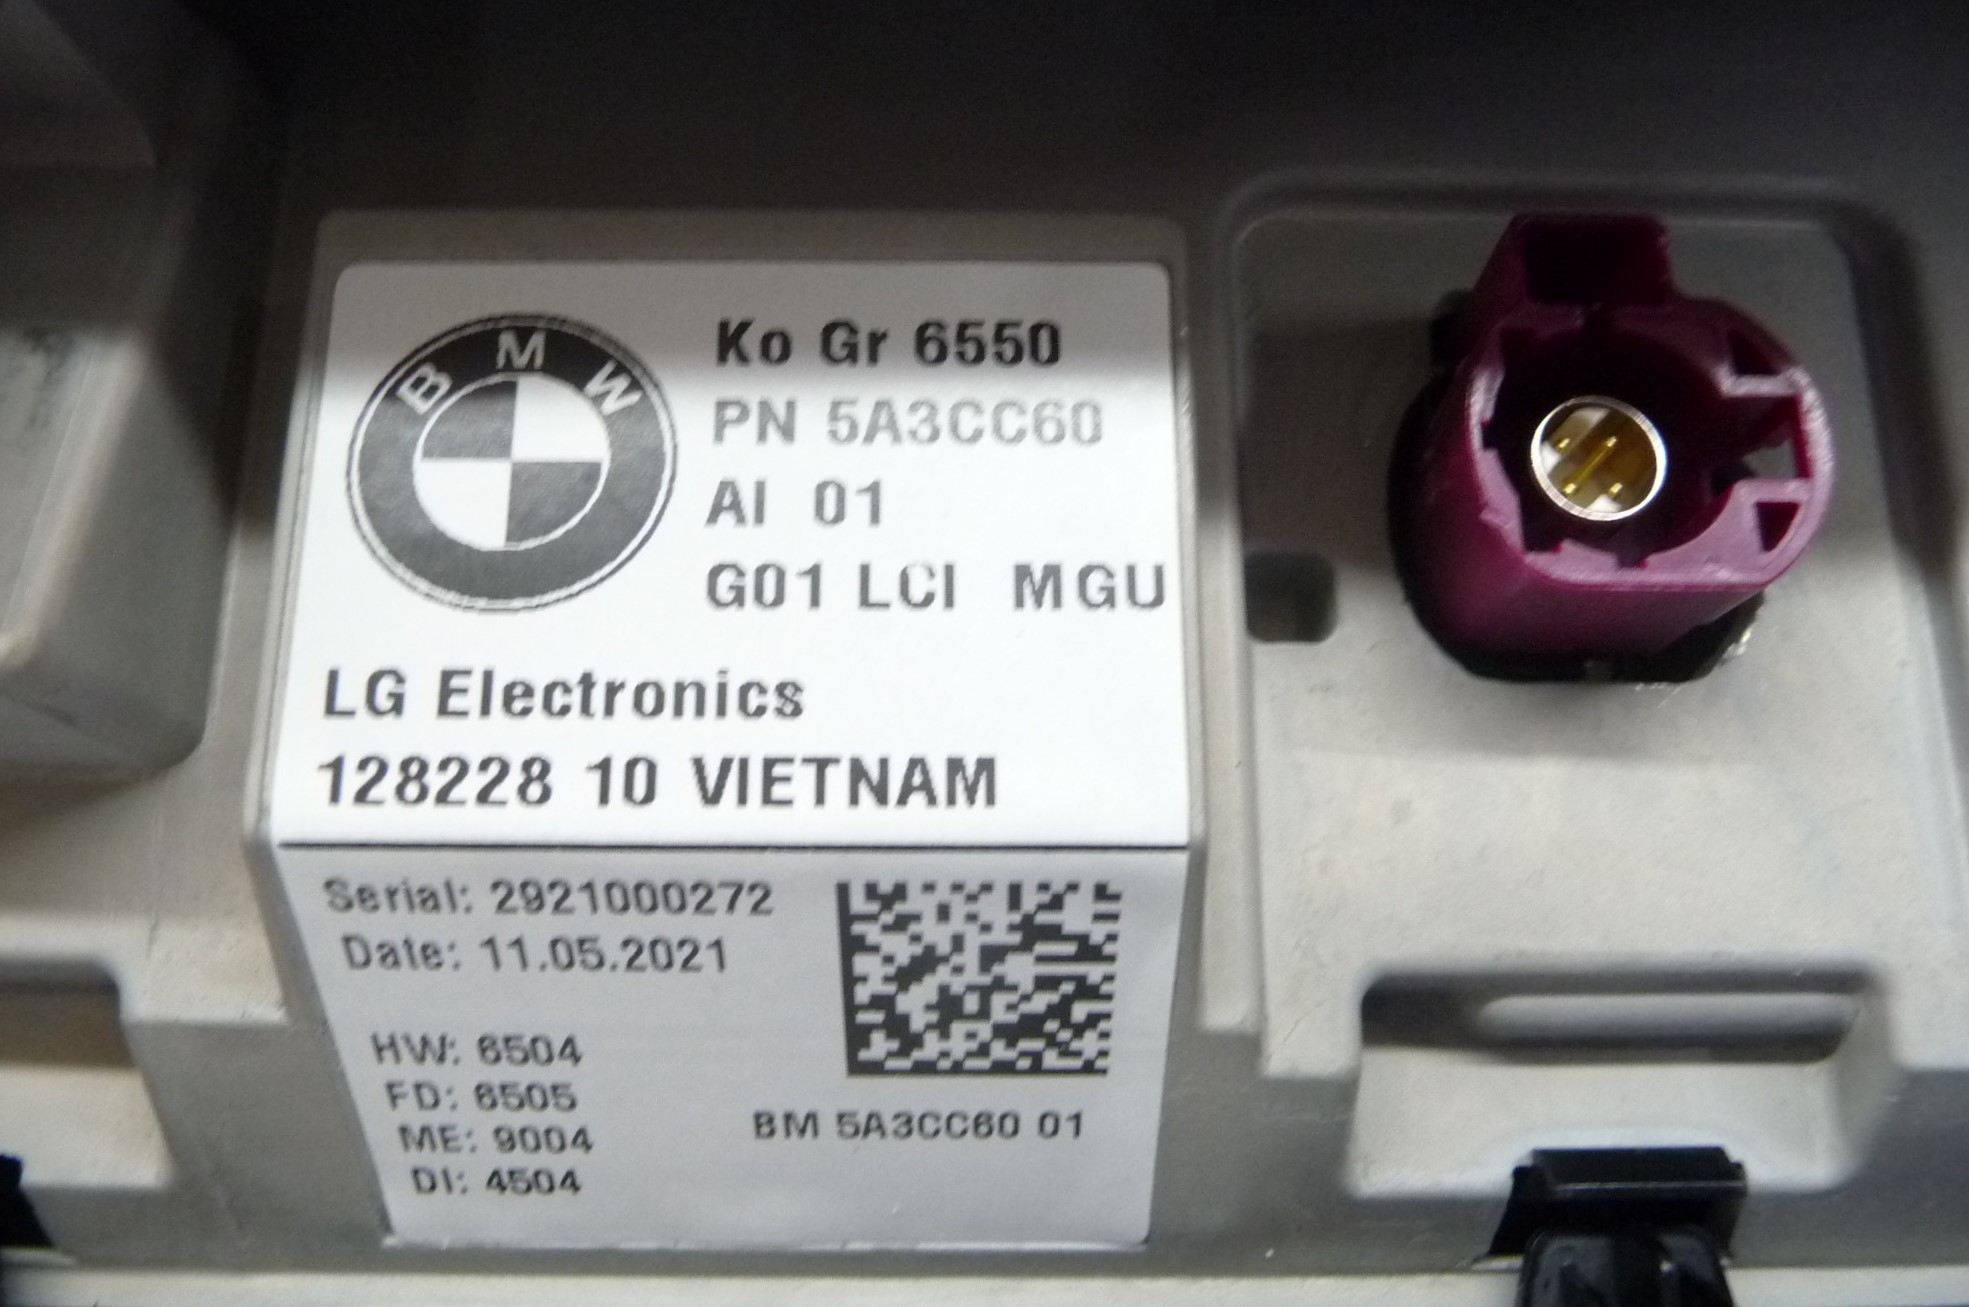 BMW
Ko Gr 6550
PN 5A3CC60
AI 01
G01 LCI MGU
LG Electronics
128228 10 VIETNAM
Serial: 2921000272
Date: 11.05.2021
HW: 6504
FD: 6505
ME: 9004
DI: 4504
BM 5A3CC60 01